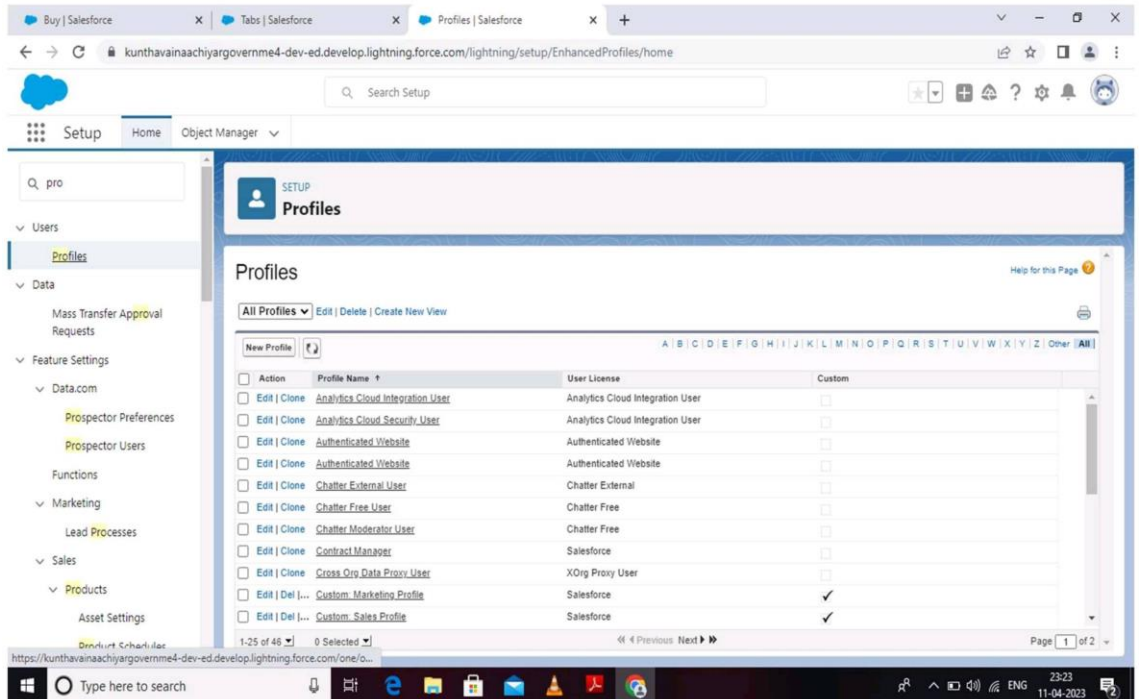 Buy | Salesforce
Tabs | Salesforce
Profiles | Salesforce
kunthavainaachiyargovernme4-dev-ed.develop.lightning.force.com/lightning/setup/EnhancedProfiles/home
Search Setup
Setup
Home
Object Manager
pro
Users
Profiles
Data
Mass Transfer Approval
Requests
Feature Settings
Data.com
Prospector Preferences
Prospector Users
Functions
Marketing
Lead Processes
Sales
Products
Asset Settings
Product Schedules
SETUP
Profiles
Profiles
Help for this Page
All Profiles Edit | Delete | Create New View
New Profile
A | B | C | D | E | F | G | H | I | J | K | L | M | N | O | P | Q | R | S | T | U | V | W | X | Y | Z | Other | All
Action Profile Name User License Custom
Edit | Clone Analytics Cloud Integration User Analytics Cloud Integration User
Edit | Clone Analytics Cloud Security User Analytics Cloud Integration User
Edit | Clone Authenticated Website Authenticated Website
Edit | Clone Authenticated Website Authenticated Website
Edit | Clone Chatter External User Chatter External
Edit | Clone Chatter Free User Chatter Free
Edit | Clone Chatter Moderator User Chatter Free
Edit | Clone Contract Manager Salesforce
Edit | Clone Cross Org Data Proxy User XOrg Proxy User
Edit | Del |... Custom: Marketing Profile Salesforce
Edit | Del |... Custom: Sales Profile Salesforce
1-25 of 46 0 Selected Previous Next Page 1 of 2
https://kunthavainaachiyargovernme4-dev-ed.develop.lightning.force.com/one/o...
Type here to search
ENG
23:23
11-04-2023